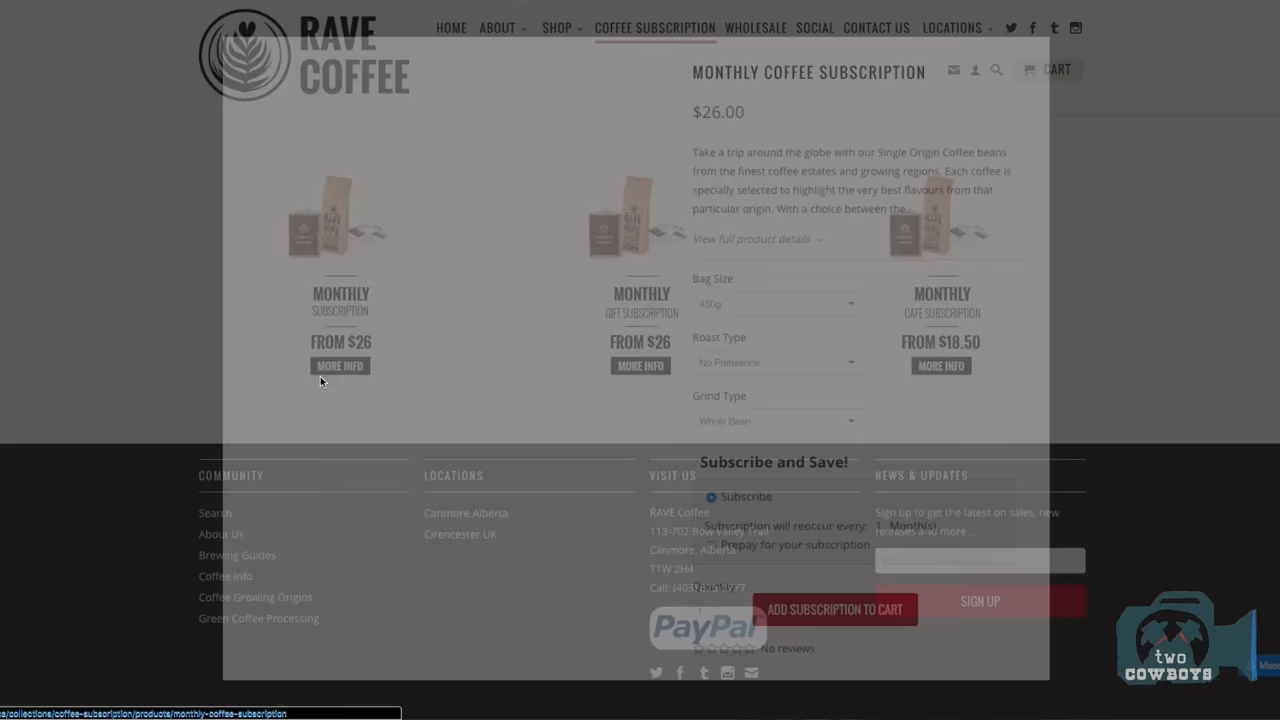 RAVE
COFFEE
HOME ABOUT SHOP COFFEE SUBSCRIPTION WHOLESALE SOCIAL CONTACT US LOCATIONS
CART
MONTHLY COFFEE SUBSCRIPTION
$26.00
Take a trip around the globe with our Single Origin Coffee beans
from the finest coffee estates and growing regions. Each coffee is
specially selected to highlight the very best flavours from that
particular origin. With a choice between the...
View full product details →
MONTHLY
SUBSCRIPTION
FROM $26
MORE INFO
MONTHLY
GIFT SUBSCRIPTION
FROM $26
MORE INFO
MONTHLY
CAFE SUBSCRIPTION
FROM $18.50
MORE INFO
Bag Size
450g
Roast Type
No Preference
Grind Type
Whole Bean
Subscribe and Save!
Subscribe
Subscription will reoccur every: 1 Month(s)
Prepay for your subscription
Quantity
ADD SUBSCRIPTION TO CART
No reviews
COMMUNITY
Search
About Us
Brewing Guides
Coffee Info
Coffee Growing Origins
Green Coffee Processing
LOCATIONS
Canmore Alberta
Cirencester UK
VISIT US
RAVE Coffee
113-702 Bow Valley Trail
Canmore, Alberta
T1W 2H4
Call: (403)
PayPal
NEWS & UPDATES
Sign up to get the latest on sales, new
releases and more ..
SIGN UP
two
COWBOYS
a/collections/coffee-subscription/products/monthly-coffee-subscription